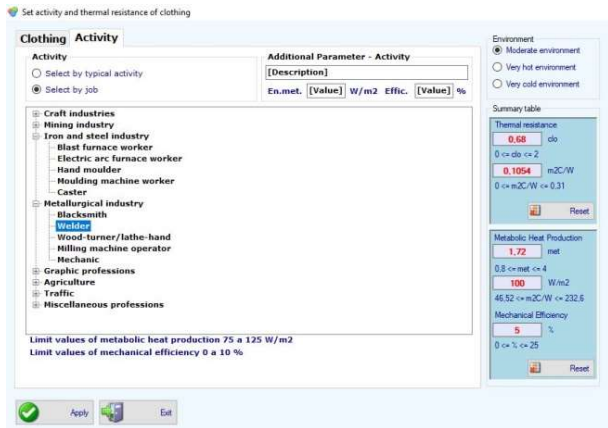 Set activity and thermal resistance of clothing
Clothing Activity
Activity
Select by typical activity
Select by job
Additional Parameter - Activity
[Description]
En.met. [Value] W/m2 Effic. [Value] %
Craft industries
Mining industry
Iron and steel industry
Blast furnace worker
Electric arc furnace worker
Hand moulder
Moulding machine worker
Caster
Metallurgical industry
Blacksmith
Welder
Wood-turner/lathe-hand
Milling machine operator
Mechanic
Graphic professions
Agriculture
Traffic
Miscellaneous professions
Limit values of metabolic heat production 75 a 125 W/m2
Limit values of mechanical efficiency 0 a 10 %
Environment
Moderate environment
Very hot environment
Very cold environment
Summary table
Thermal resistance
0,68 clo
0 <= clo <= 2
0,1054 m2C/W
0 <= m2C/W <= 0,31
Reset
Metabolic Heat Production
1,72 met
0,8 <= met <= 4
100 W/m2
46,52 <= m2C/W <= 232,6
Mechanical Efficiency
5 %
0 <= % <= 25
Reset
Apply Exit